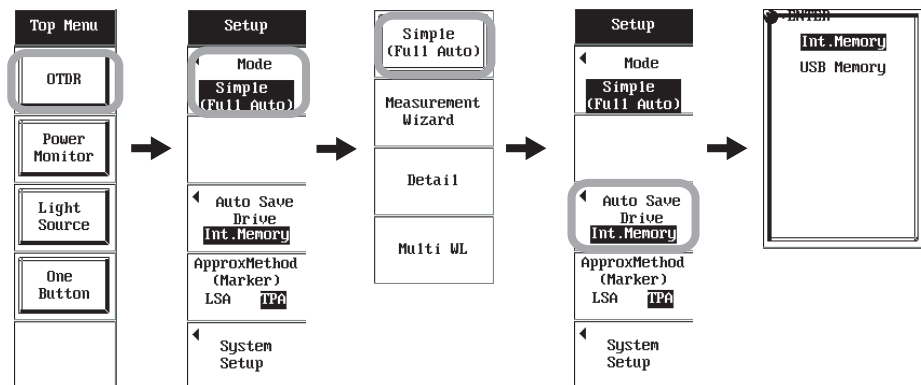 Top Menu
OTDR
Power
Monitor
Light
Source
One
Button
Setup
Mode
Simple
(Full Auto)
Auto Save
Drive
Int.Memory
ApproxMethod
(Marker)
LSA TPA
System
Setup
Simple
(Full Auto)
Measurement
Wizard
Detail
Multi WL
Setup
Mode
Simple
(Full Auto)
Auto Save
Drive
Int.Memory
ApproxMethod
(Marker)
LSA TPA
System
Setup
:ENTER
Int.Memory
USB Memory